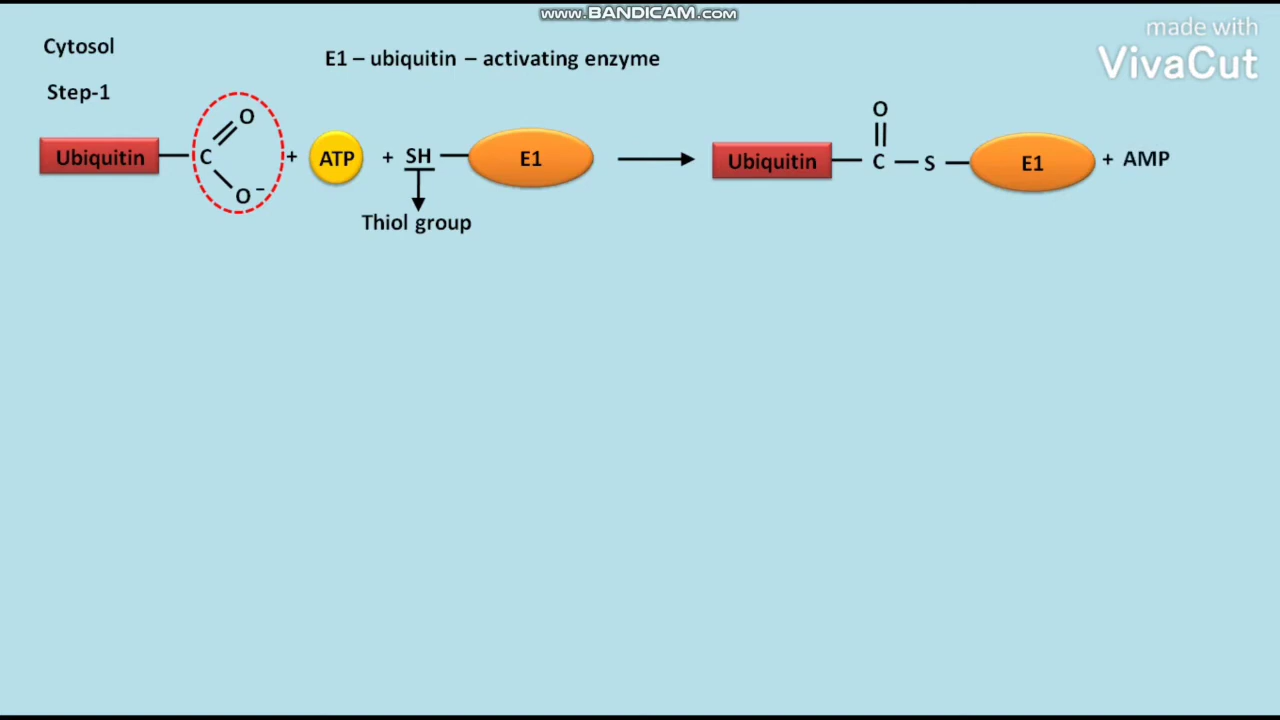 www.BANDICAM.com
made with
VivaCut
Cytosol
E1 – ubiquitin – activating enzyme
Step-1
Ubiquitin C O O – + ATP + SH E1 Ubiquitin C O S E1 + AMP
Thiol group